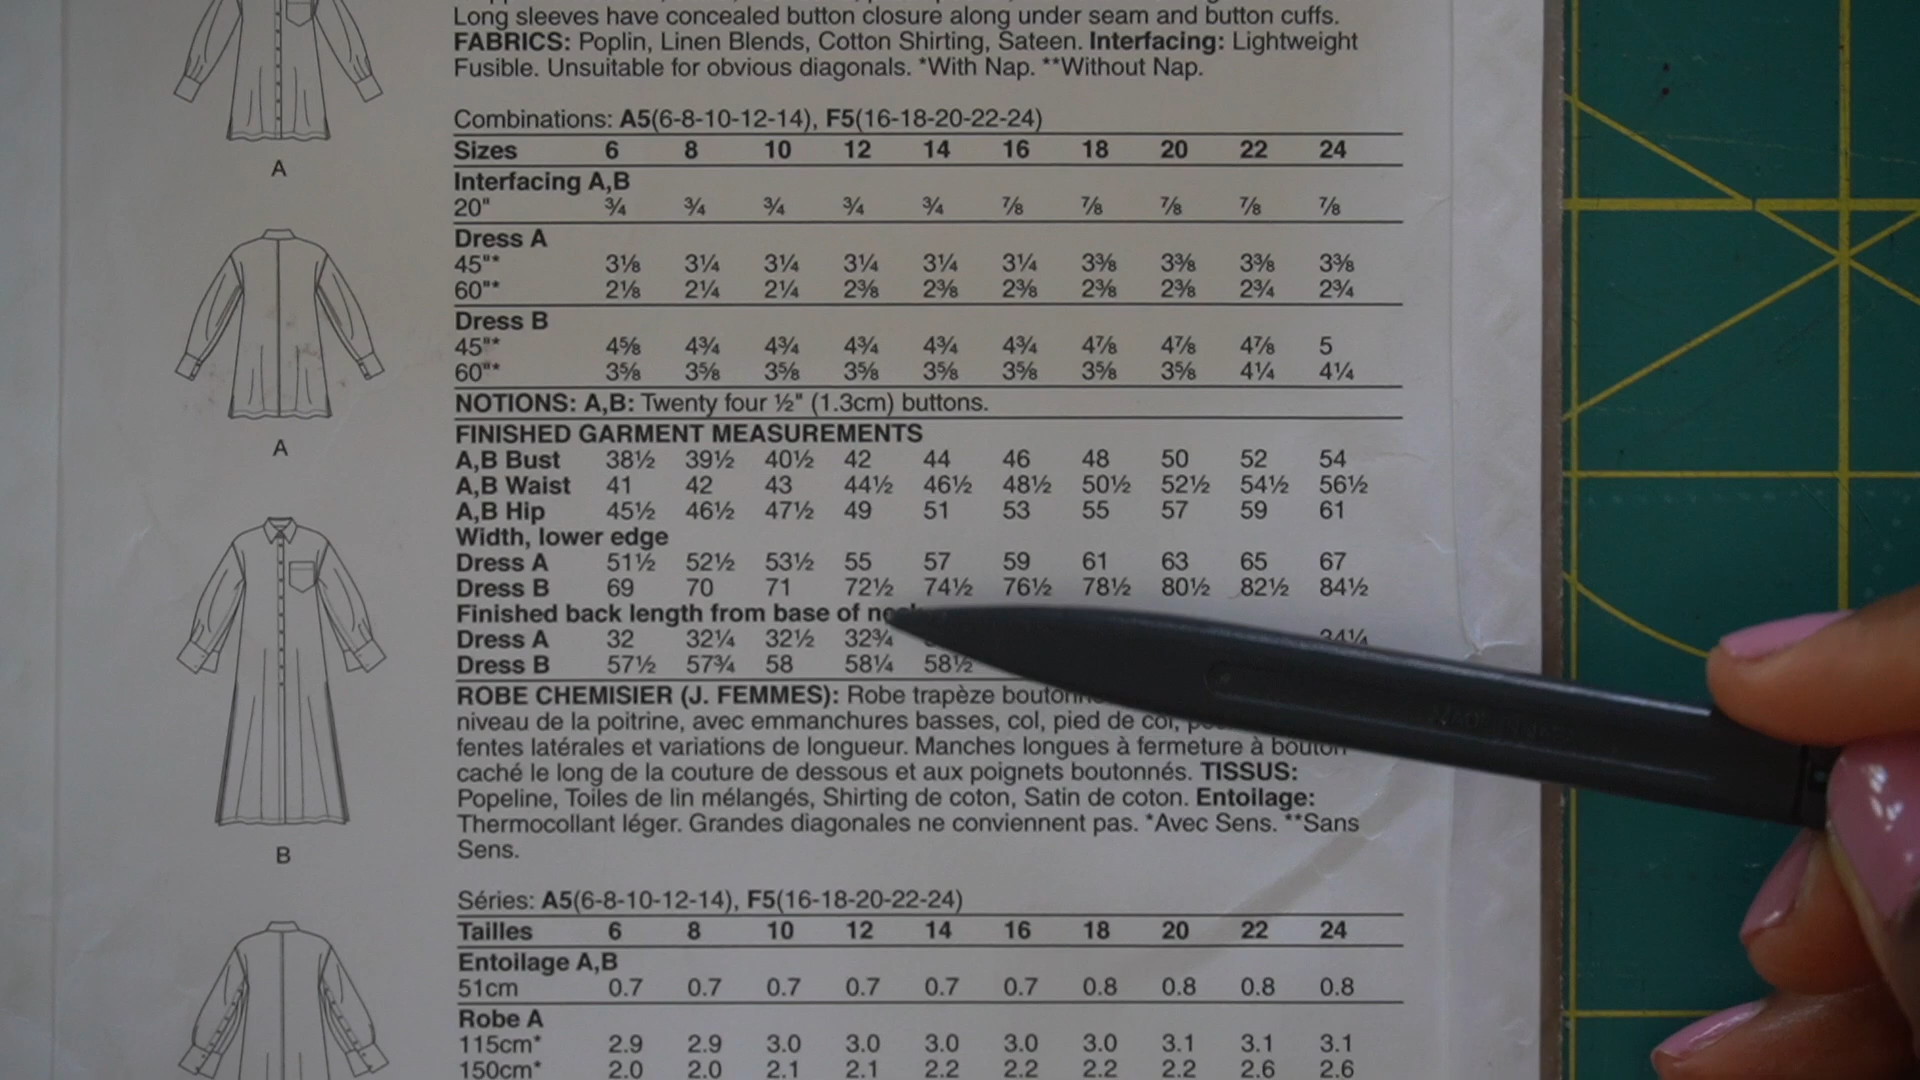 Long sleeves have concealed button closure along under seam and button cuffs.
FABRICS: Poplin, Linen Blends, Cotton Shirting, Sateen. Interfacing: Lightweight
Fusible. Unsuitable for obvious diagonals. *With Nap. **Without Nap.
Combinations: A5(6-8-10-12-14), F5(16-18-20-22-24)
Sizes 6 8 10 12 14 16 18 20 22 24
Interfacing A,B
20" ¾ ¾ ¾ ¾ ¾ ⅞ ⅞ ⅞ ⅞ ⅞
Dress A
45"* 3⅛ 3¼ 3¼ 3¼ 3¼ 3¼ 3⅜ 3⅜ 3⅜ 3⅜
60"* 2⅛ 2¼ 2¼ 2⅜ 2⅜ 2⅜ 2⅜ 2⅜ 2¾ 2¾
Dress B
45"* 4⅝ 4¾ 4¾ 4¾ 4¾ 4¾ 4⅞ 4⅞ 4⅞ 5
60"* 3⅝ 3⅝ 3⅝ 3⅝ 3⅝ 3⅝ 3⅝ 3⅝ 4¼ 4¼
NOTIONS: A,B: Twenty four ½" (1.3cm) buttons.
FINISHED GARMENT MEASUREMENTS
A,B Bust 38½ 39½ 40½ 42 44 46 48 50 52 54
A,B Waist 41 42 43 44½ 46½ 48½ 50½ 52½ 54½ 56½
A,B Hip 45½ 46½ 47½ 49 51 53 55 57 59 61
Width, lower edge
Dress A 51½ 52½ 53½ 55 57 59 61 63 65 67
Dress B 69 70 71 72½ 74½ 76½ 78½ 80½ 82½ 84½
Finished back length from base of
Dress A 32 32¼ 32½ 32¾ 34¼
Dress B 57½ 57¾ 58 58¼ 58½
ROBE CHEMISIER (J. FEMMES): Robe trapèze
niveau de la poitrine, avec emmanchures basses, col, pied de col,
fentes latérales et variations de longueur. Manches longues à fermeture à bouton
caché le long de la couture de dessous et aux poignets boutonnés. TISSUS:
Popeline, Toiles de lin mélangés, Shirting de coton, Satin de coton. Entoilage:
Thermocollant léger. Grandes diagonales ne conviennent pas. *Avec Sens. **Sans
Sens.
Séries: A5(6-8-10-12-14), F5(16-18-20-22-24)
Tailles 6 8 10 12 14 16 18 20 22 24
Entoilage A,B
51cm 0.7 0.7 0.7 0.7 0.7 0.7 0.8 0.8 0.8 0.8
Robe A
115cm* 2.9 2.9 3.0 3.0 3.0 3.0 3.0 3.1 3.1 3.1
150cm* 2.0 2.0 2.1 2.1 2.2 2.2 2.2 2.2 2.6 2.6
A
A
B